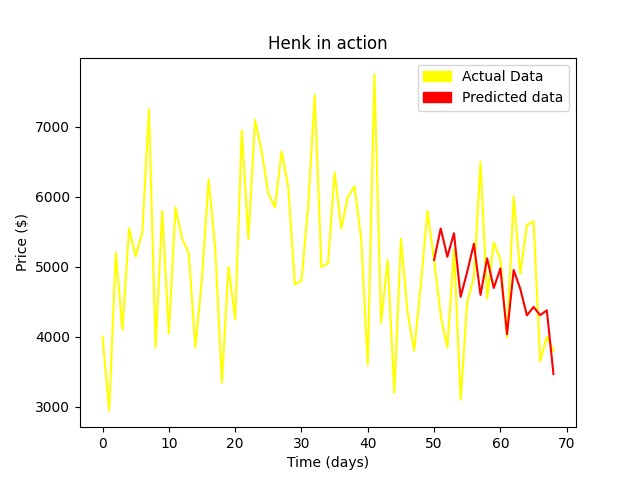 Henk in action
Actual Data
Predicted data
Price ($)
7000
6000
5000
4000
3000
0 10 20 30 40 50 60 70
Time (days)